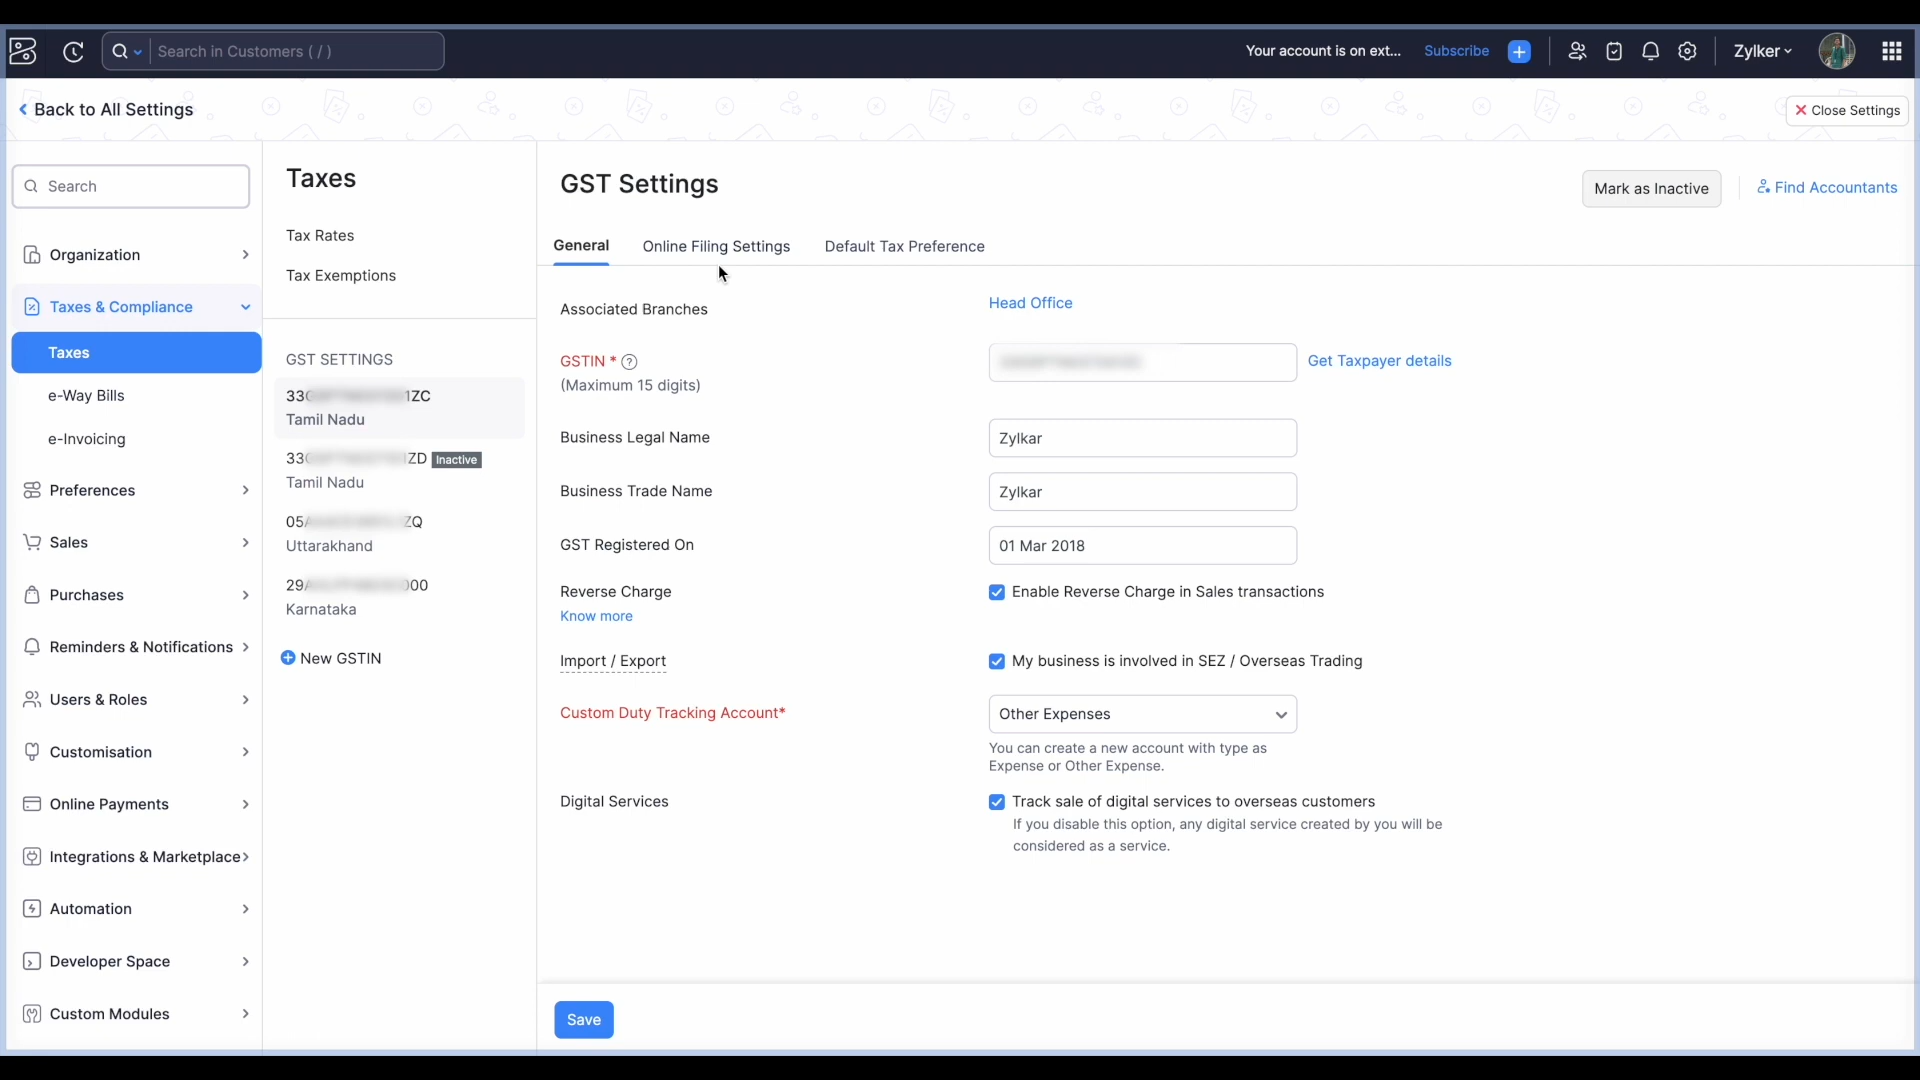 Search in Customers ( / )
Your account is on ext...
Subscribe
Zylker
Back to All Settings
Close Settings
Search
Organization
Taxes & Compliance
Taxes
e-Way Bills
e-Invoicing
Preferences
Sales
Purchases
Reminders & Notifications
Users & Roles
Customisation
Online Payments
Integrations & Marketplace
Automation
Developer Space
Custom Modules
Taxes
Tax Rates
Tax Exemptions
GST SETTINGS
Tamil Nadu
Inactive
Tamil Nadu
Uttarakhand
Karnataka
New GSTIN
GST Settings
Mark as Inactive
Find Accountants
General
Online Filing Settings
Default Tax Preference
Associated Branches
Head Office
GSTIN *
(Maximum 15 digits)
Get Taxpayer details
Business Legal Name
Zylkar
Business Trade Name
Zylkar
GST Registered On
01 Mar 2018
Reverse Charge
Know more
Enable Reverse Charge in Sales transactions
Import / Export
My business is involved in SEZ / Overseas Trading
Custom Duty Tracking Account*
Other Expenses
You can create a new account with type as
Expense or Other Expense.
Digital Services
Track sale of digital services to overseas customers
If you disable this option, any digital service created by you will be
considered as a service.
Save